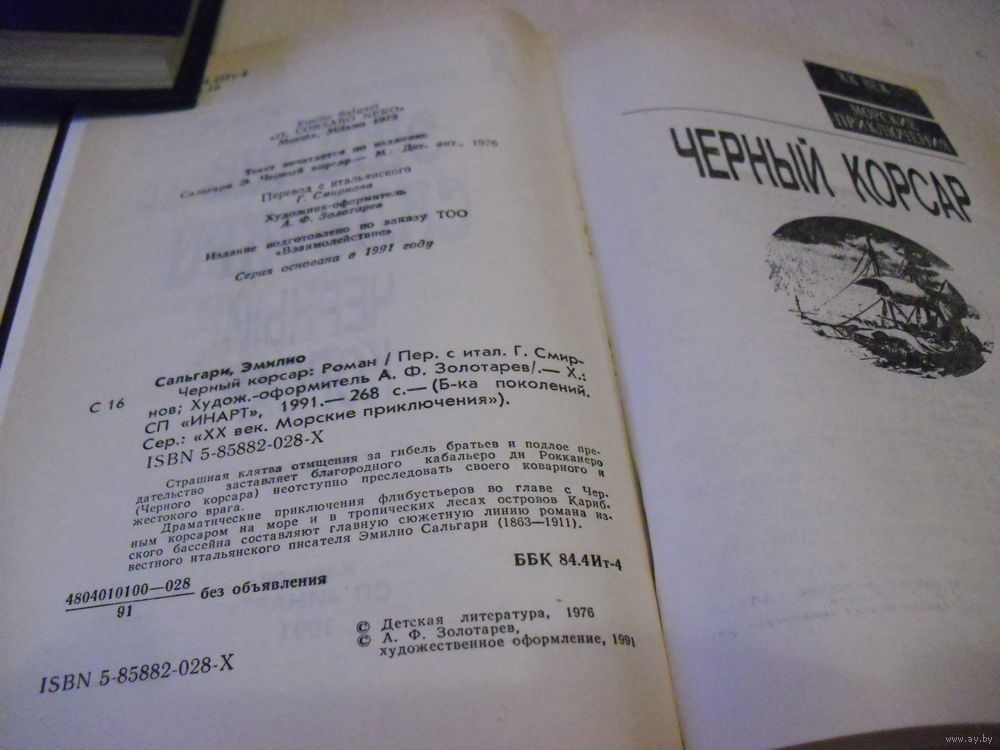 Emilio Salgari
«IL CORSARO NERO»
Mursia, Milano 1972
Текст печатается по изданию:
Сальгари Э. Черный корсар.— М.: Дет. лит., 1976
Перевод с итальянского
Г. Смирнова
Художник-оформитель
А. Ф. Золотарев
Издание подготовлено по заказу ТОО
«Взаимодействие»
Серия основана в 1991 году
Сальгари, Эмилио
С 16 Черный корсар: Роман / Пер. с итал. Г. Смир-
нов; Худож.-оформитель А. Ф. Золотарев/.— Х.:
СП «ИНАРТ», 1991.— 268 с.— (Б-ка поколений.
Сер.: «XX век. Морские приключения»).
ISBN 5-85882-028-X
Страшная клятва отмщения за гибель братьев и подлое пре-
дательство заставляет благородного кабальеро ди Рокканеро
(Черного корсара) неотступно преследовать своего коварного и
жестокого врага.
Драматические приключения флибустьеров во главе с Чер-
ным корсаром на море и в тропических лесах островов Кариб-
ского бассейна составляют главную сюжетную линию романа из-
вестного итальянского писателя Эмилио Сальгари (1863—1911).
ББК 84.4Ит-4
4804010100—028
91
без объявления
© Детская литература, 1976
© А. Ф. Золотарев,
художественное оформление, 1991
ISBN 5-85882-028-X
XX ВЕК
МОРСКИЕ
ПРИКЛЮЧЕНИЯ
ЧЕРНЫЙ КОРСАР
www.ay.by